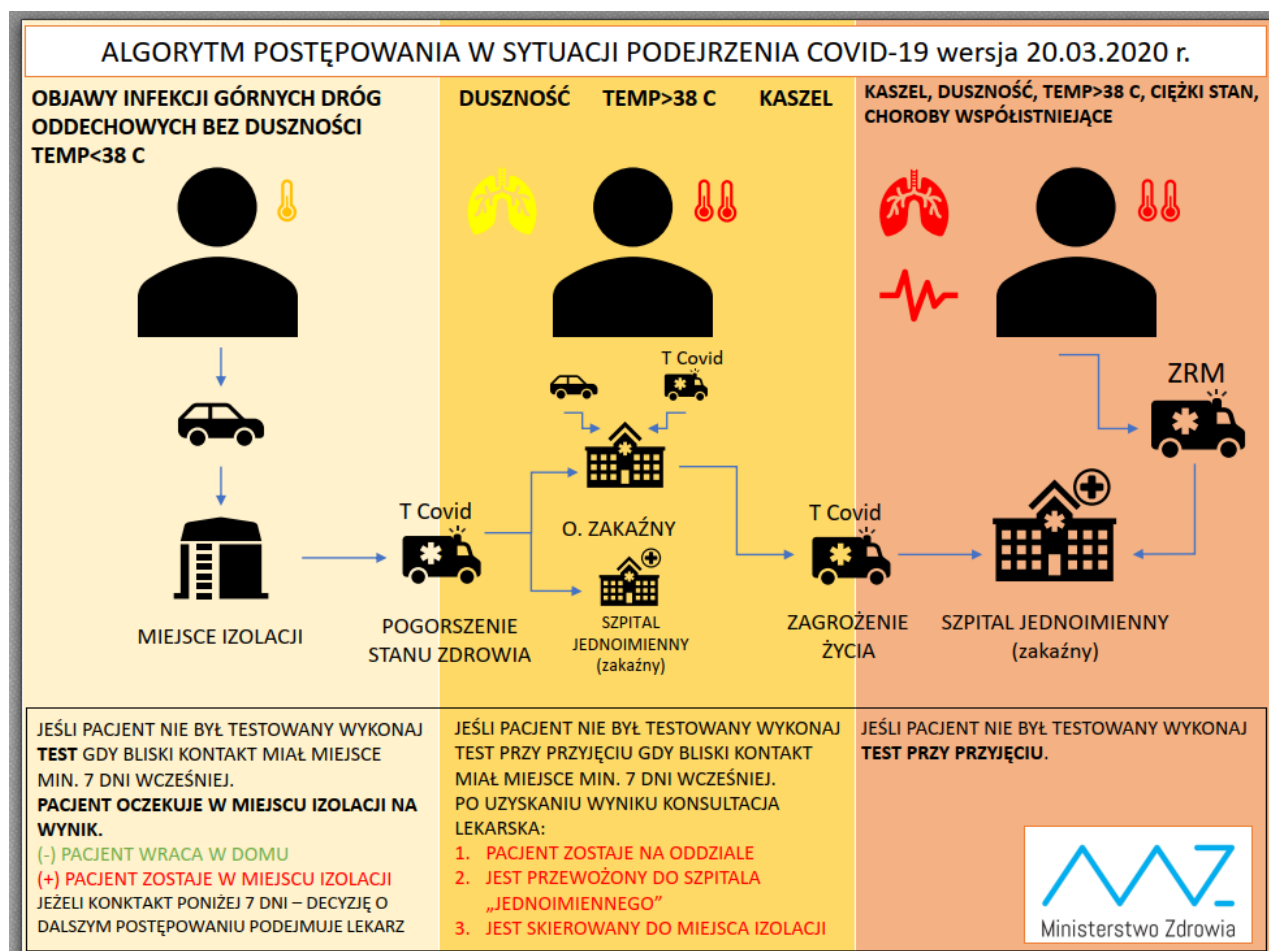 ALGORYTM POSTĘPOWANIA W SYTUACJI PODEJRZENIA COVID-19 wersja 20.03.2020 r.
OBJAWY INFEKCJI GÓRNYCH DRÓG
ODDECHOWYCH BEZ DUSZNOŚCI
TEMP<38 C
DUSZNOŚĆ TEMP>38 C KASZEL
KASZEL, DUSZNOŚĆ, TEMP>38 C, CIĘŻKI STAN,
CHOROBY WSPÓŁISTNIEJĄCE
T Covid
ZRM
T Covid
O. ZAKAŹNY
T Covid
MIEJSCE IZOLACJI
POGORSZENIE
STANU ZDROWIA
SZPITAL
JEDNOIMIENNY
(zakaźny)
ZAGROŻENIE
ŻYCIA
SZPITAL JEDNOIMIENNY
(zakaźny)
JEŚLI PACJENT NIE BYŁ TESTOWANY WYKONAJ
TEST GDY BLISKI KONTAKT MIAŁ MIEJSCE
MIN. 7 DNI WCZEŚNIEJ.
PACJENT OCZEKUJE W MIEJSCU IZOLACJI NA
WYNIK.
(-) PACJENT WRACA W DOMU
(+) PACJENT ZOSTAJE W MIEJSCU IZOLACJI
JEŻELI KONKTAKT PONIŻEJ 7 DNI – DECYZJĘ O
DALSZYM POSTĘPOWANIU PODEJMUJE LEKARZ
JEŚLI PACJENT NIE BYŁ TESTOWANY WYKONAJ
TEST PRZY PRZYJĘCIU GDY BLISKI KONTAKT
MIAŁ MIEJSCE MIN. 7 DNI WCZEŚNIEJ.
PO UZYSKANIU WYNIKU KONSULTACJA
LEKARSKA:
1. PACJENT ZOSTAJE NA ODDZIALE
2. JEST PRZEWOŻONY DO SZPITALA
„JEDNOIMIENNEGO”
3. JEST SKIEROWANY DO MIEJSCA IZOLACJI
JEŚLI PACJENT NIE BYŁ TESTOWANY WYKONAJ
TEST PRZY PRZYJĘCIU.
Ministerstwo Zdrowia